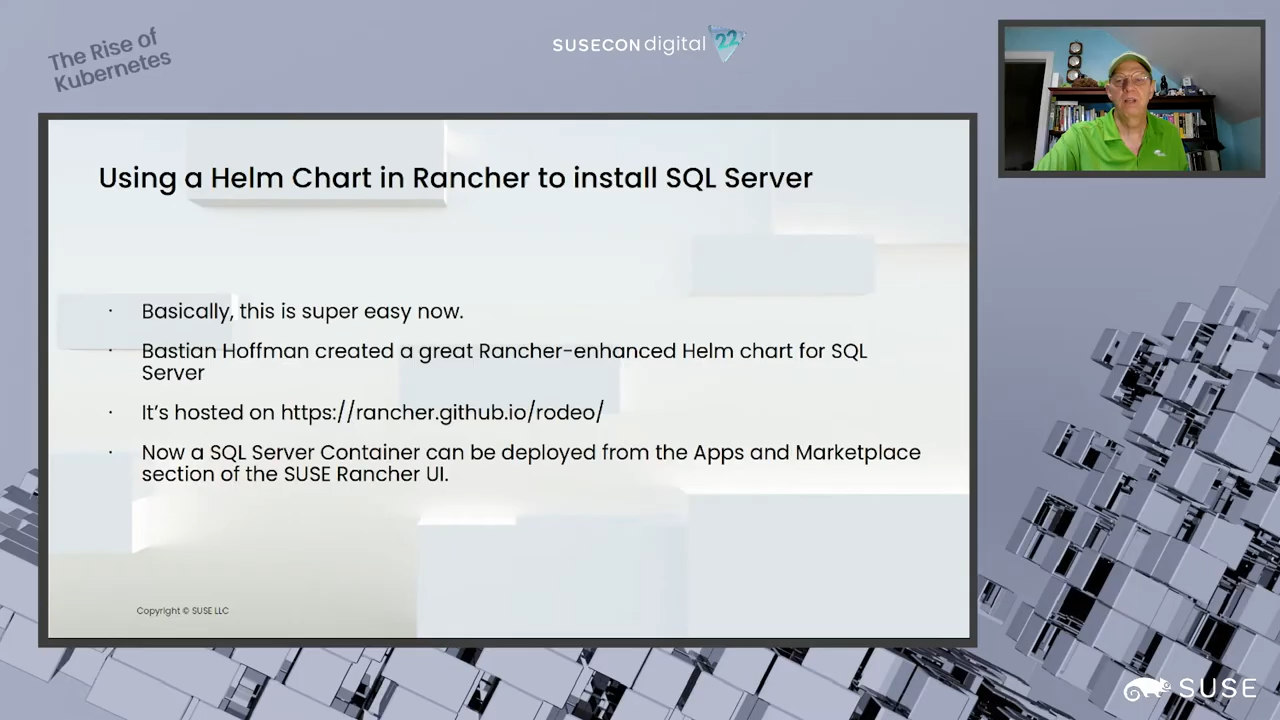 The Rise of
Kubernetes
SUSECON digital 22
Using a Helm Chart in Rancher to install SQL Server
· Basically, this is super easy now.
· Bastian Hoffman created a great Rancher-enhanced Helm chart for SQL
Server
· It's hosted on https://rancher.github.io/rodeo/
· Now a SQL Server Container can be deployed from the Apps and Marketplace
section of the SUSE Rancher UI.
Copyright © SUSE LLC
SUSE